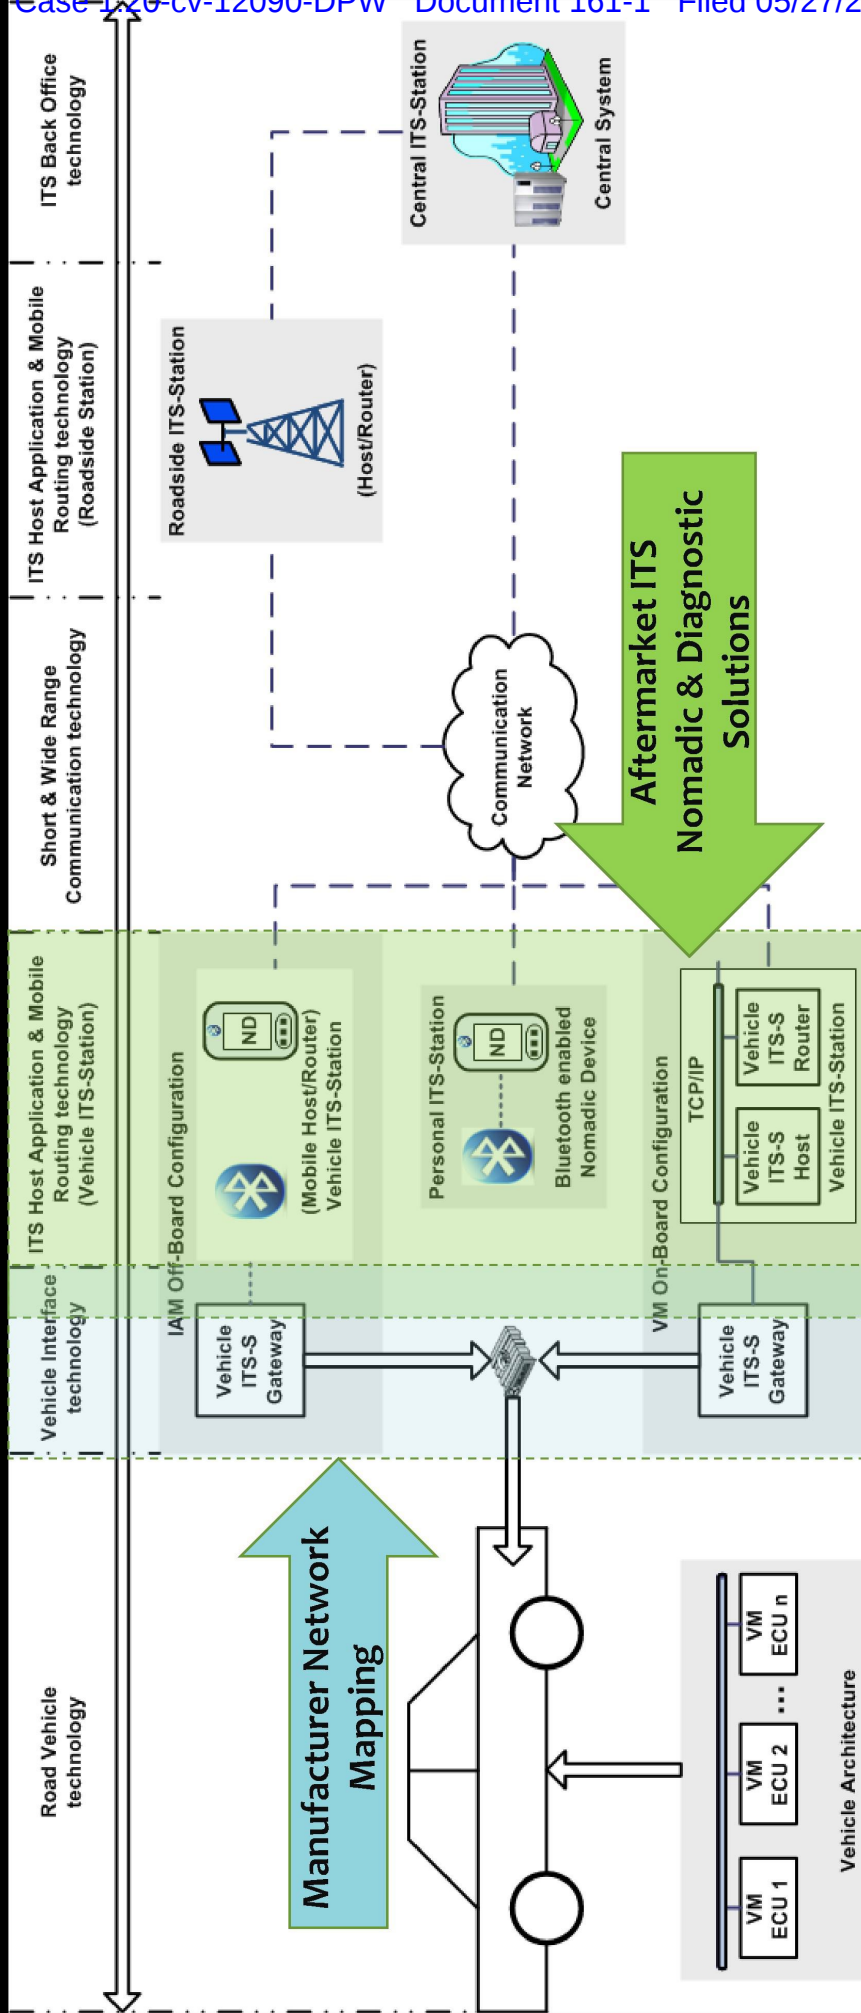 Case 1:20-cv-12090-DPW Document 161-1 Filed 05/27/2
Road Vehicle
technology
Vehicle Interface
technology
ITS Host Application & Mobile
Routing technology
(Vehicle ITS-Station)
Short & Wide Range
Communication technology
ITS Host Application & Mobile
Routing technology
(Roadside Station)
ITS Back Office
technology
Manufacturer Network
Mapping
VM
ECU 1
VM
ECU 2
...
VM
ECU n
Vehicle Architecture
IAM Off-Board Configuration
Vehicle
ITS-S
Gateway
ND
(Mobile Host/Router)
Vehicle ITS-Station
Personal ITS-Station
ND
Bluetooth enabled
Nomadic Device
VM On-Board Configuration
Vehicle
ITS-S
Gateway
TCP/IP
Vehicle
ITS-S
Host
Vehicle
ITS-S
Router
Vehicle ITS-Station
Communication
Network
Aftermarket ITS
Nomadic & Diagnostic
Solutions
Roadside ITS-Station
(Host/Router)
Central ITS-Station
Central System